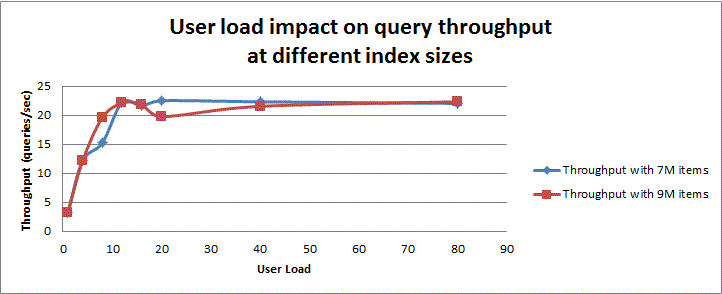 User load impact on query throughput
at different index sizes
Throughput (queries/sec)
25
20
15
10
5
0
0 10 20 30 40 50 60 70 80 90
User Load
Throughput with 7M items
Throughput with 9M items